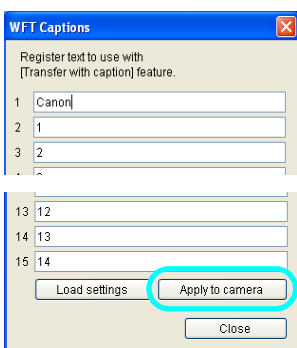 WFT Captions
Register text to use with
[Transfer with caption] feature.
1 Canon
2 1
3 2
13 12
14 13
15 14
Load settings Apply to camera
Close